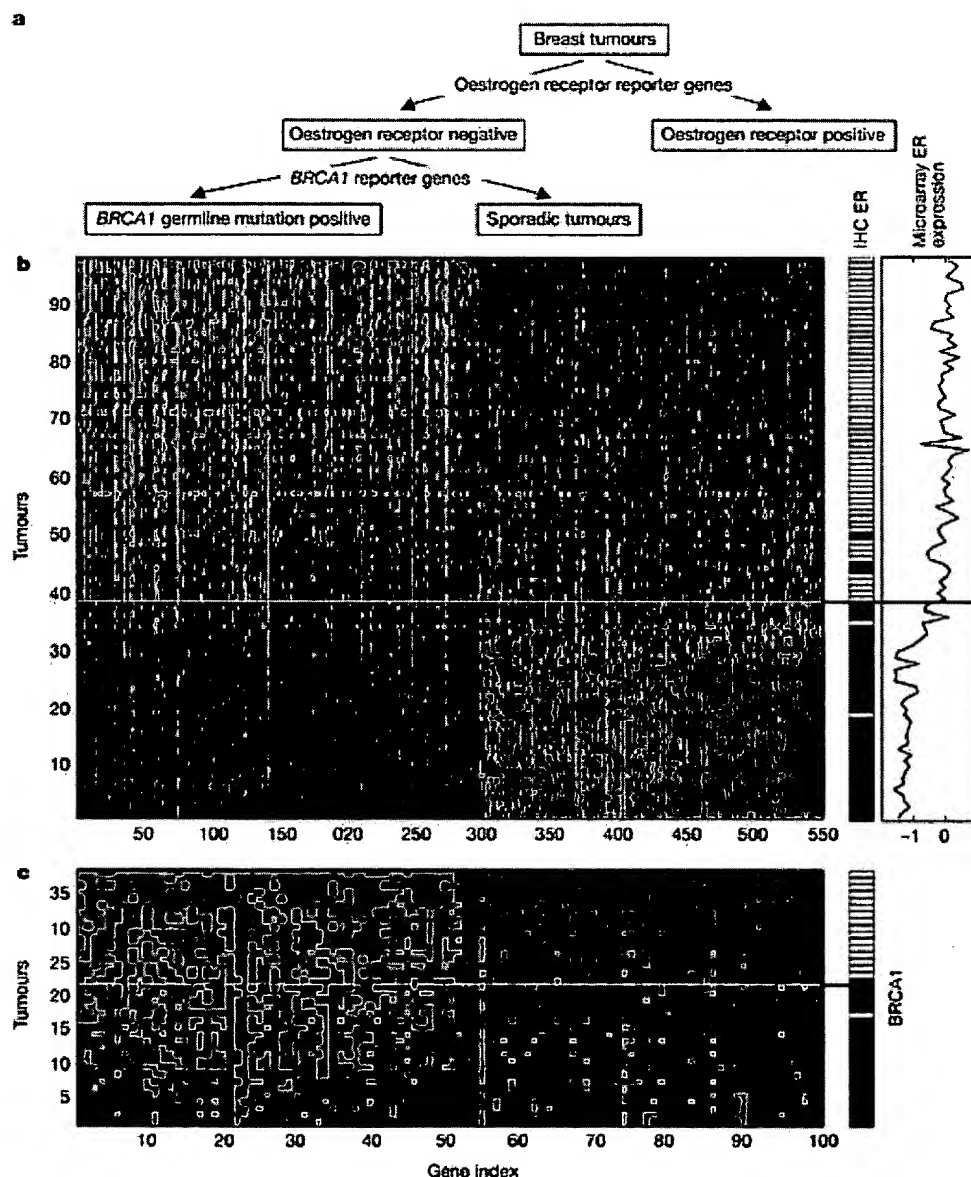 a
Breast tumours
Oestrogen receptor reporter genes
Oestrogen receptor negative
Oestrogen receptor positive
BRCA1 reporter genes
BRCA1 germline mutation positive
Sporadic tumours
IHC ER
Microarray ER
expression
b
Tumours
90
80
70
60
50
40
30
20
10
50 100 150 020 250 300 350 400 450 500 550
-1 0
c
Tumours
35
10
25
20
15
10
5
BRCA1
10 20 30 40 50 60 70 80 90 100
Gene index